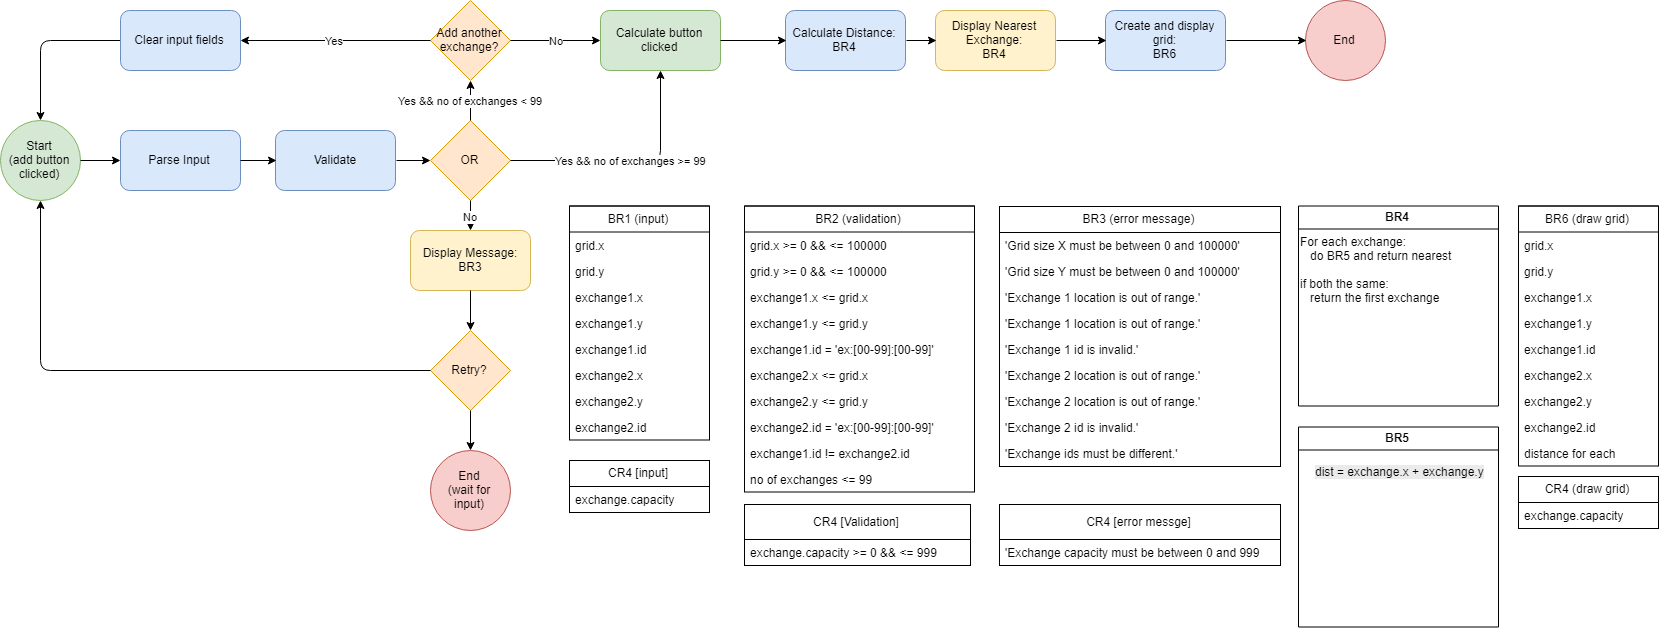 Clear input fields
Yes
Add another
exchange?
No
Calculate button
clicked
Calculate Distance:
BR4
Display Nearest
Exchange:
BR4
Create and display
grid:
BR6
End
Yes && no of exchanges < 99
Start
(add button
clicked)
Parse Input
Validate
OR
Yes && no of exchanges >= 99
No
Display Message:
BR3
Retry?
End
(wait for
input)
BR1 (input)
grid.x
grid.y
exchange1.x
exchange1.y
exchange1.id
exchange2.x
exchange2.y
exchange2.id
CR4 [input]
exchange.capacity
BR2 (validation)
grid.x >= 0 && <= 100000
grid.y >= 0 && <= 100000
exchange1.x <= grid.x
exchange1.y <= grid.y
exchange1.id = 'ex:[00-99]:[00-99]'
exchange2.x <= grid.x
exchange2.y <= grid.y
exchange2.id = 'ex:[00-99]:[00-99]'
exchange1.id != exchange2.id
no of exchanges <= 99
CR4 [Validation]
exchange.capacity >= 0 && <= 999
BR3 (error message)
'Grid size X must be between 0 and 100000'
'Grid size Y must be between 0 and 100000'
'Exchange 1 location is out of range.'
'Exchange 1 location is out of range.'
'Exchange 1 id is invalid.'
'Exchange 2 location is out of range.'
'Exchange 2 location is out of range.'
'Exchange 2 id is invalid.'
'Exchange ids must be different.'
CR4 [error messge]
'Exchange capacity must be between 0 and 999
BR4
For each exchange:
do BR5 and return nearest
if both the same:
return the first exchange
BR5
dist = exchange.x + exchange.y
BR6 (draw grid)
grid.x
grid.y
exchange1.x
exchange1.y
exchange1.id
exchange2.x
exchange2.y
exchange2.id
distance for each
CR4 (draw grid)
exchange.capacity